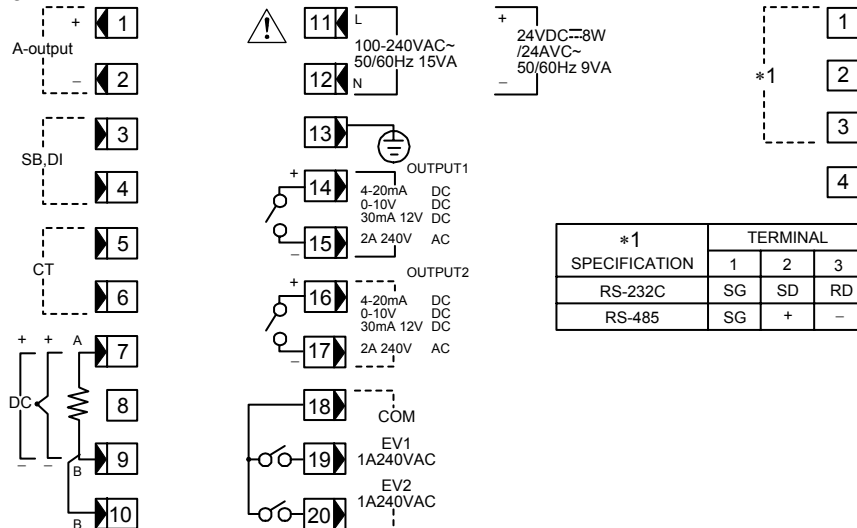 + 1
A-output
− 2
3
SB,DI
4
5
CT
6
+ + A 7
DC 8
− − B 9
B 10
11 L
100-240VAC~
50/60Hz 15VA
12 N
13
OUTPUT1
+ 14
4-20mA DC
0-10V DC
30mA 12V DC
− 15 2A 240V AC
OUTPUT2
+ 16
4-20mA DC
0-10V DC
30mA 12V DC
− 17 2A 240V AC
18
COM
EV1
19 1A240VAC
EV2
20 1A240VAC
+
24VDC⎓8W
/24AVC~
50/60Hz 9VA
−
1
*1 2
3
4
*1 TERMINAL
SPECIFICATION 1 2 3
RS-232C SG SD RD
RS-485 SG + −